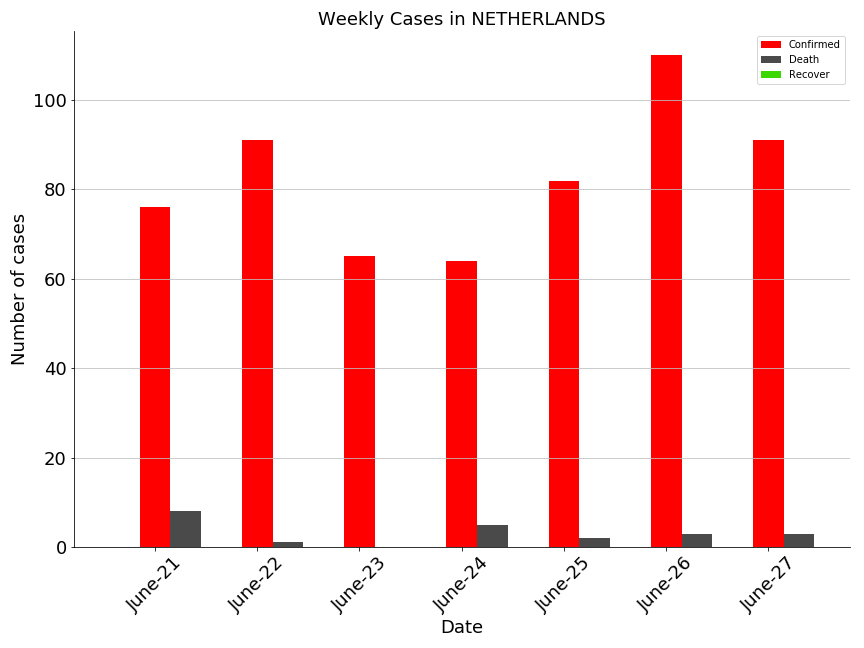 Weekly Cases in NETHERLANDS
Confirmed
Death
Recover
Number of cases
100
80
60
40
20
0
June-21
June-22
June-23
June-24
June-25
June-26
June-27
Date